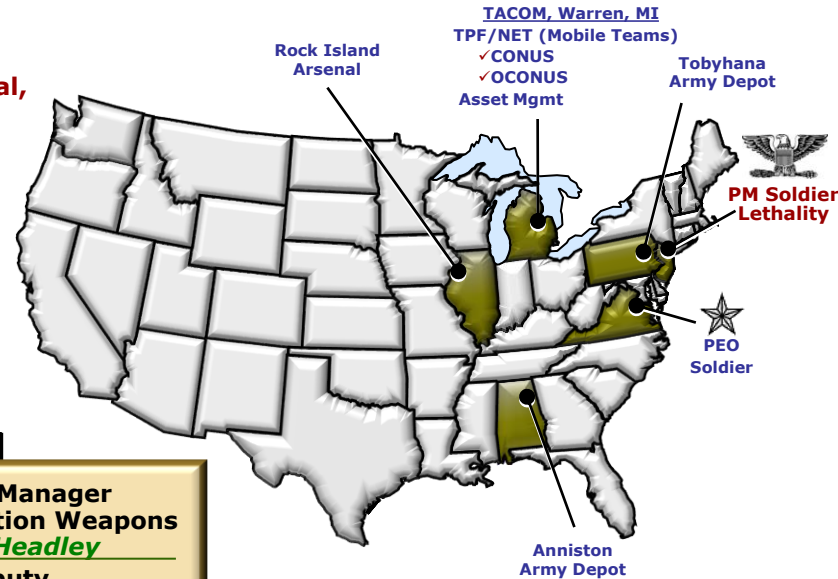 TACOM, Warren, MI
TPF/NET (Mobile Teams)
✓CONUS
✓OCONUS
Asset Mgmt
Rock Island
Arsenal
Tobyhana
Army Depot
al,
PM Soldier
Lethality
PEO
Soldier
Manager
tion Weapons
Headley
outy
Anniston
Army Depot